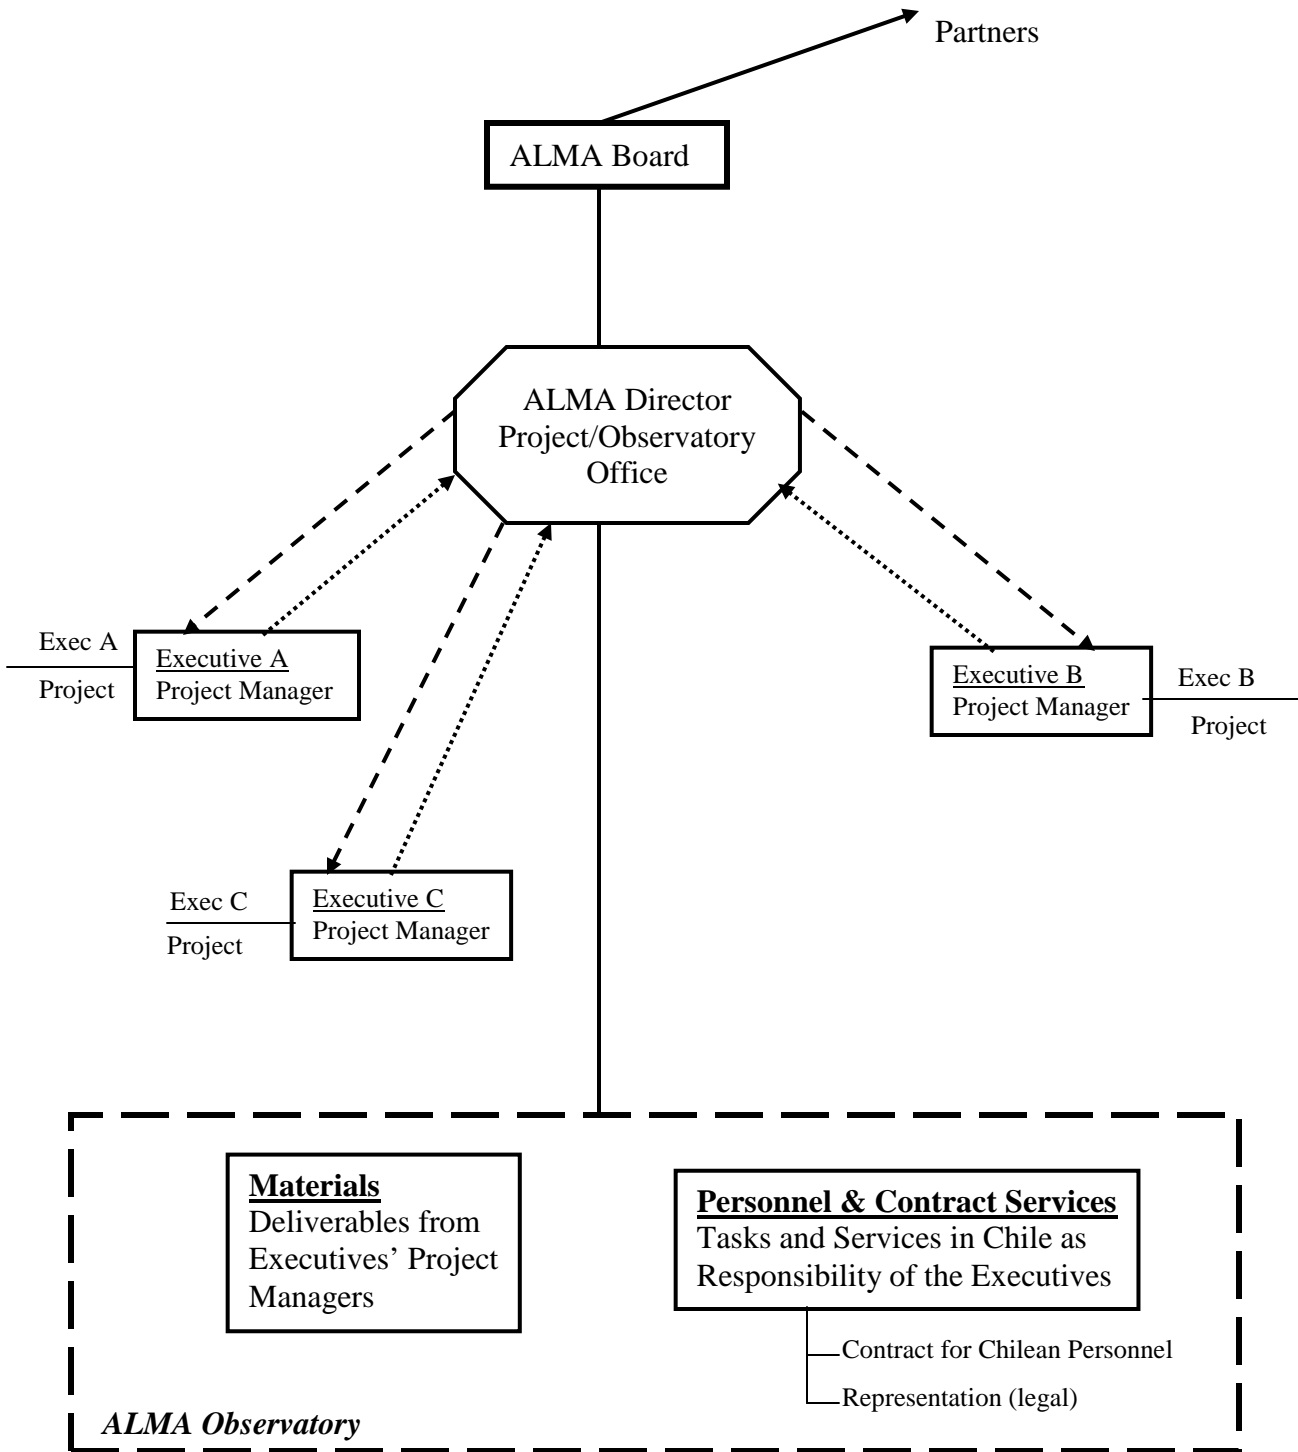 Partners
ALMA Board
ALMA Director
Project/Observatory
Office
Exec A
Project
Executive A
Project Manager
Executive B
Project Manager
Exec B
Project
Exec C
Project
Executive C
Project Manager
Materials
Deliverables from
Executives’ Project
Managers
Personnel & Contract Services
Tasks and Services in Chile as
Responsibility of the Executives
Contract for Chilean Personnel
Representation (legal)
ALMA Observatory